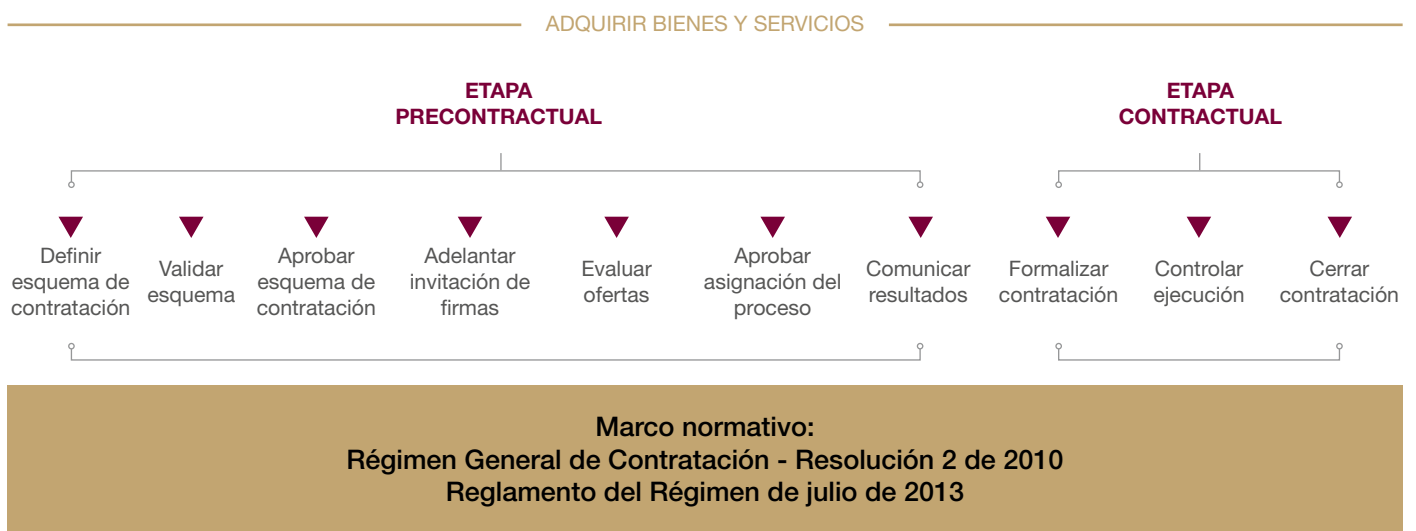 ADQUIRIR BIENES Y SERVICIOS
ETAPA
PRECONTRACTUAL
ETAPA
CONTRACTUAL
Definir
esquema de
contratación
Validar
esquema
Aprobar
esquema de
contratación
Adelantar
invitación de
firmas
Evaluar
ofertas
Aprobar
asignación del
proceso
Comunicar
resultados
Formalizar
contratación
Controlar
ejecución
Cerrar
contratación
Marco normativo:
Régimen General de Contratación - Resolución 2 de 2010
Reglamento del Régimen de julio de 2013